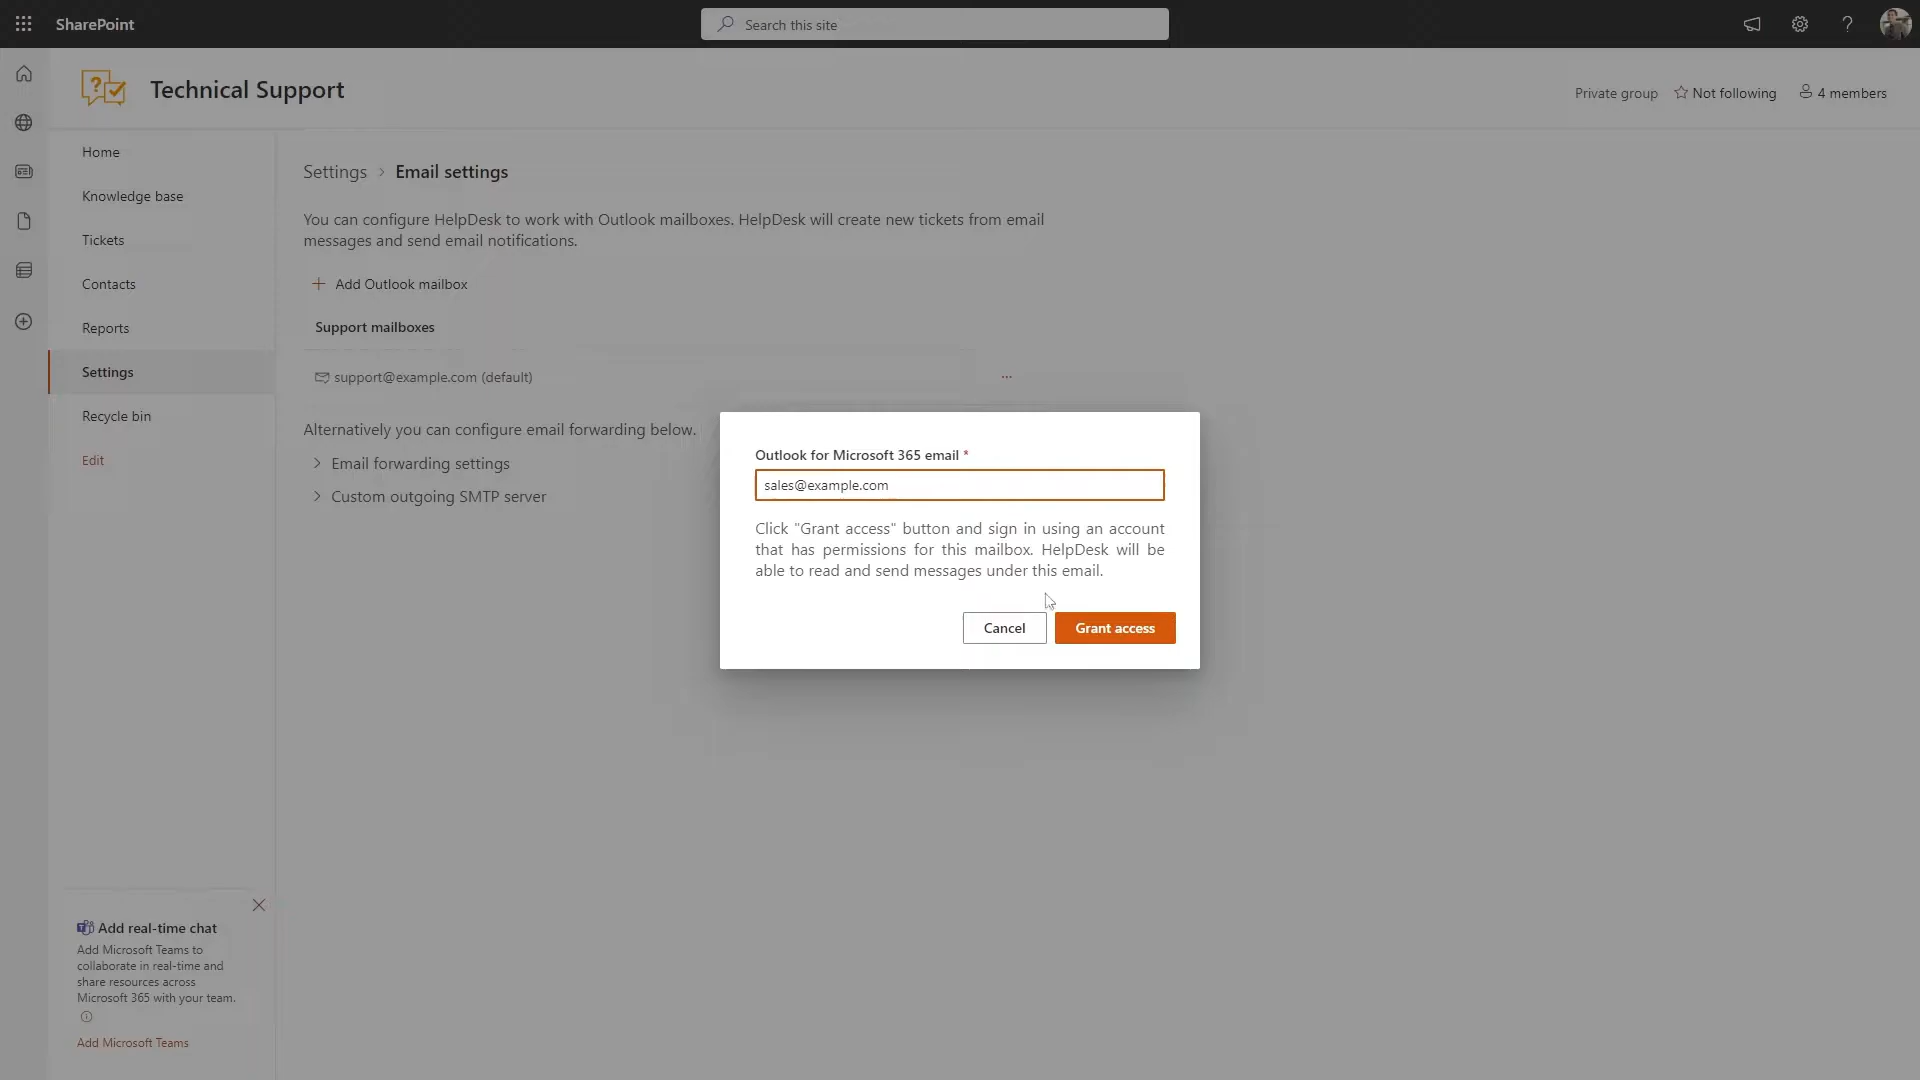 SharePoint
Search this site
Technical Support
Private group
Not following
4 members
Home
Knowledge base
Tickets
Contacts
Reports
Settings
Recycle bin
Edit
Settings > Email settings
You can configure HelpDesk to work with Outlook mailboxes. HelpDesk will create new tickets from email
messages and send email notifications.
+ Add Outlook mailbox
Support mailboxes
support@example.com (default)
...
Alternatively you can configure email forwarding below.
> Email forwarding settings
> Custom outgoing SMTP server
Outlook for Microsoft 365 email *
sales@example.com
Click "Grant access" button and sign in using an account
that has permissions for this mailbox. HelpDesk will be
able to read and send messages under this email.
Cancel
Grant access
Add real-time chat
Add Microsoft Teams to
collaborate in real-time and
share resources across
Microsoft 365 with your team.
Add Microsoft Teams